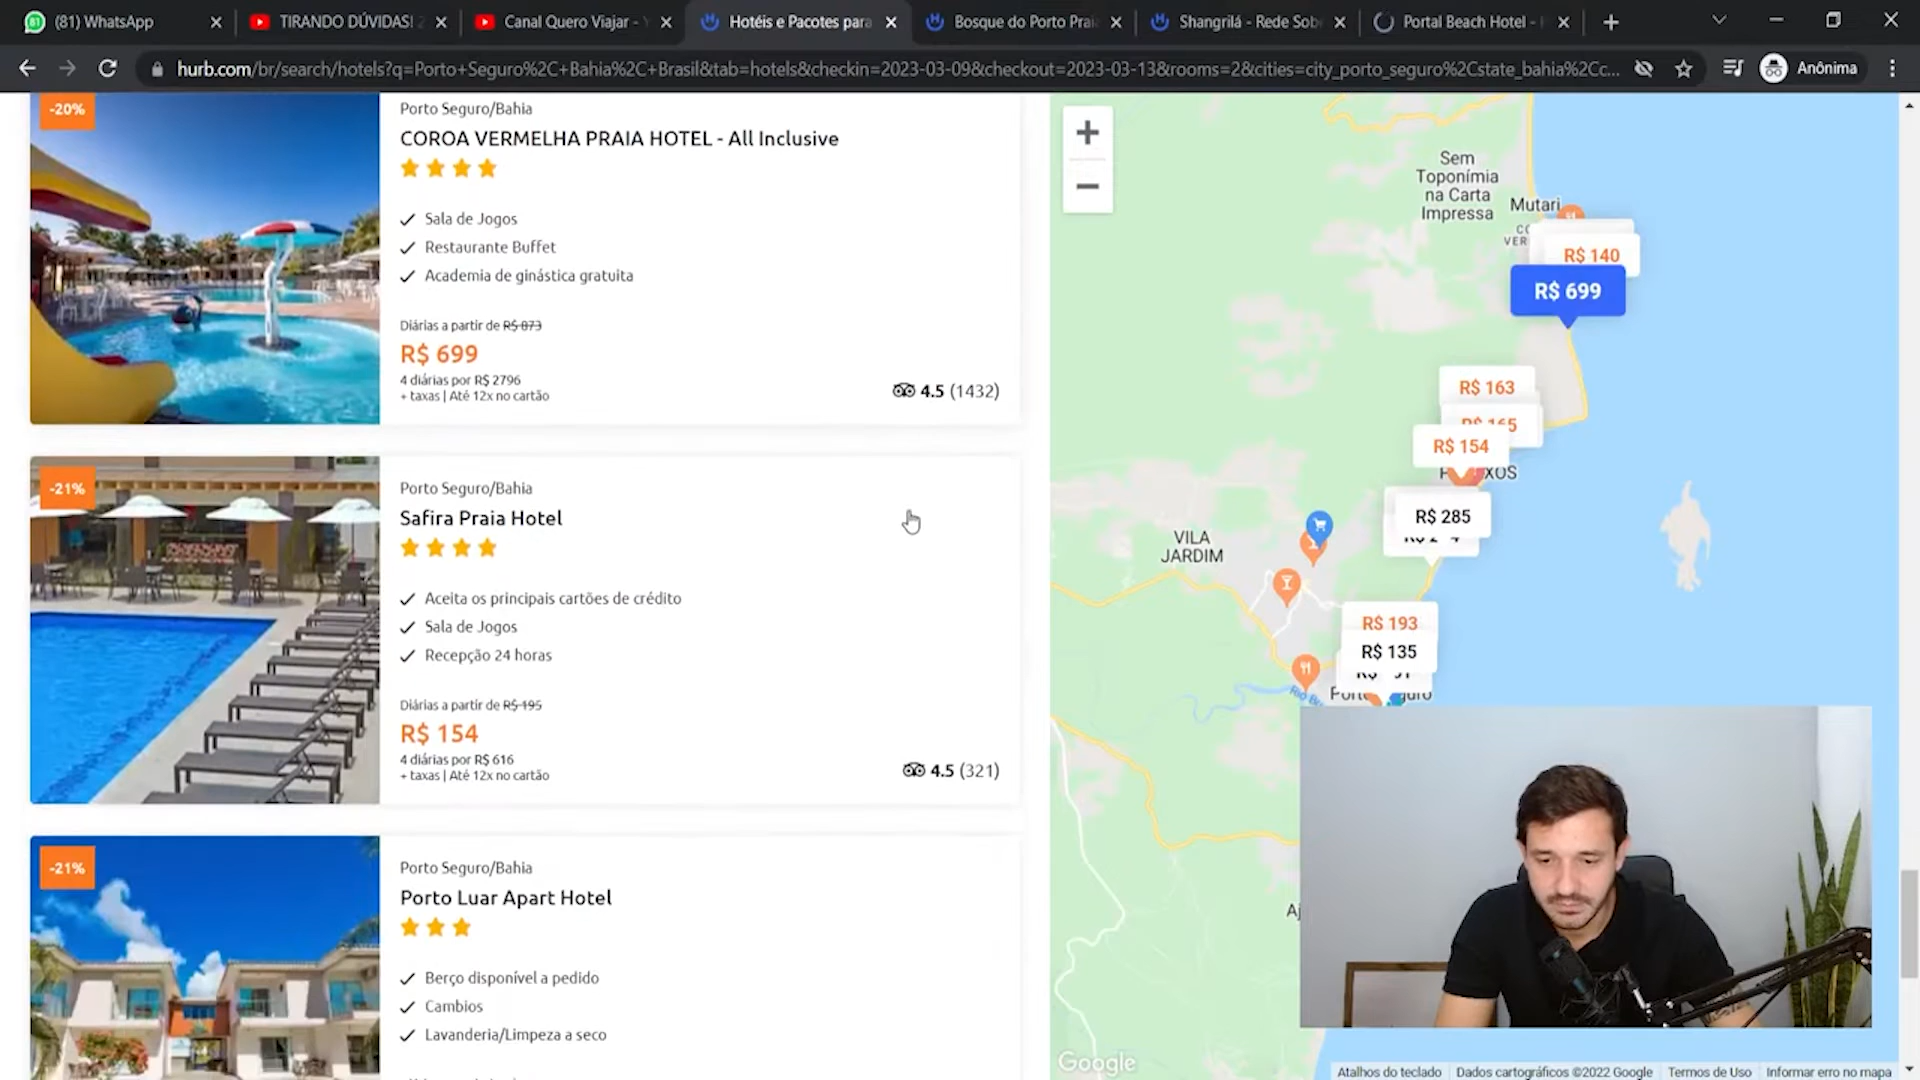 81
(81) WhatsApp
TIRANDO DÚVIDAS! 2
Canal Quero Viajar - Y
Hotéis e Pacotes para
Bosque do Porto Prai
Shangrilá - Rede Sob
Portal Beach Hotel -
hurb.com/br/search/hotels?q=Porto+Seguro%2C+Bahia%2C+Brasil&tab=hotels&checkin=2023-03-09&checkout=2023-03-13&rooms=2&cities=city_porto_seguro%2Cstate_bahia%2Cc...
Anônima
-20%
Porto Seguro/Bahia
COROA VERMELHA PRAIA HOTEL - All Inclusive
Sala de Jogos
Restaurante Buffet
Academia de ginástica gratuita
Diárias a partir de R$ 873
R$ 699
4 diárias por R$ 2796
+ taxas | Até 12x no cartão
4.5 (1432)
-21%
Porto Seguro/Bahia
Safira Praia Hotel
Aceita os principais cartões de crédito
Sala de Jogos
Recepção 24 horas
Diárias a partir de R$ 195
R$ 154
4 diárias por R$ 616
+ taxas | Até 12x no cartão
4.5 (321)
-21%
Porto Seguro/Bahia
Porto Luar Apart Hotel
Berço disponível a pedido
Cambios
Lavanderia/Limpeza a seco
+
−
Sem
Toponímia
na Carta
Impressa
Mutari
R$ 140
R$ 699
R$ 163
R$ 165
R$ 154
R$ 285
VILA
JARDIM
R$ 193
R$ 135
Google
Atalhos do teclado
Dados cartográficos ©2022 Google
Termos de Uso
Informar erro no mapa